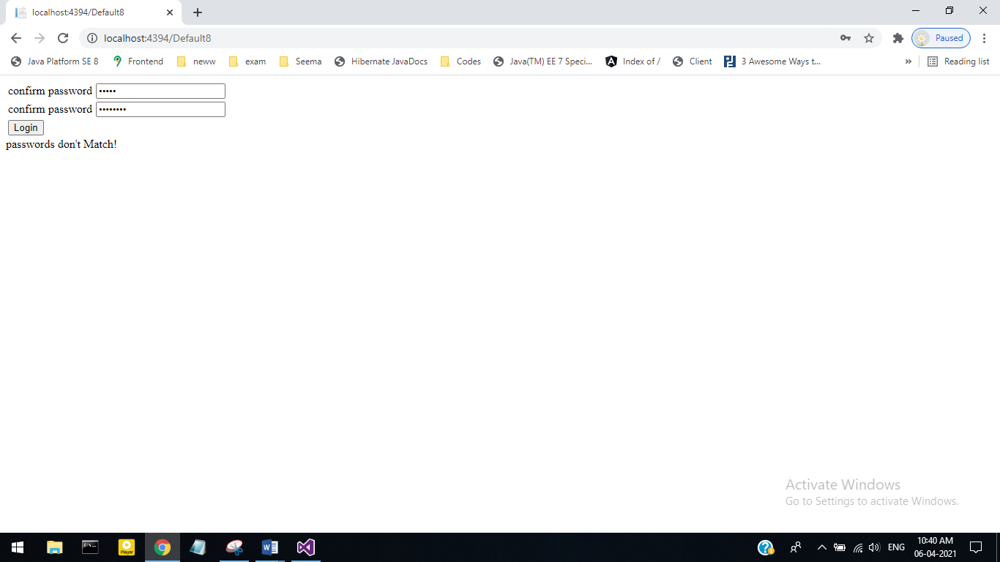 localhost:4394/Default8
localhost:4394/Default8
Paused
Java Platform SE 8 Frontend neww exam Seema Hibernate JavaDocs Codes Java(TM) EE 7 Speci... Index of / Client 3 Awesome Ways t... » Reading list
confirm password •••••
confirm password ••••••••
Login
passwords don't Match!
Activate Windows
Go to Settings to activate Windows.
Player
ENG
10:40 AM
06-04-2021